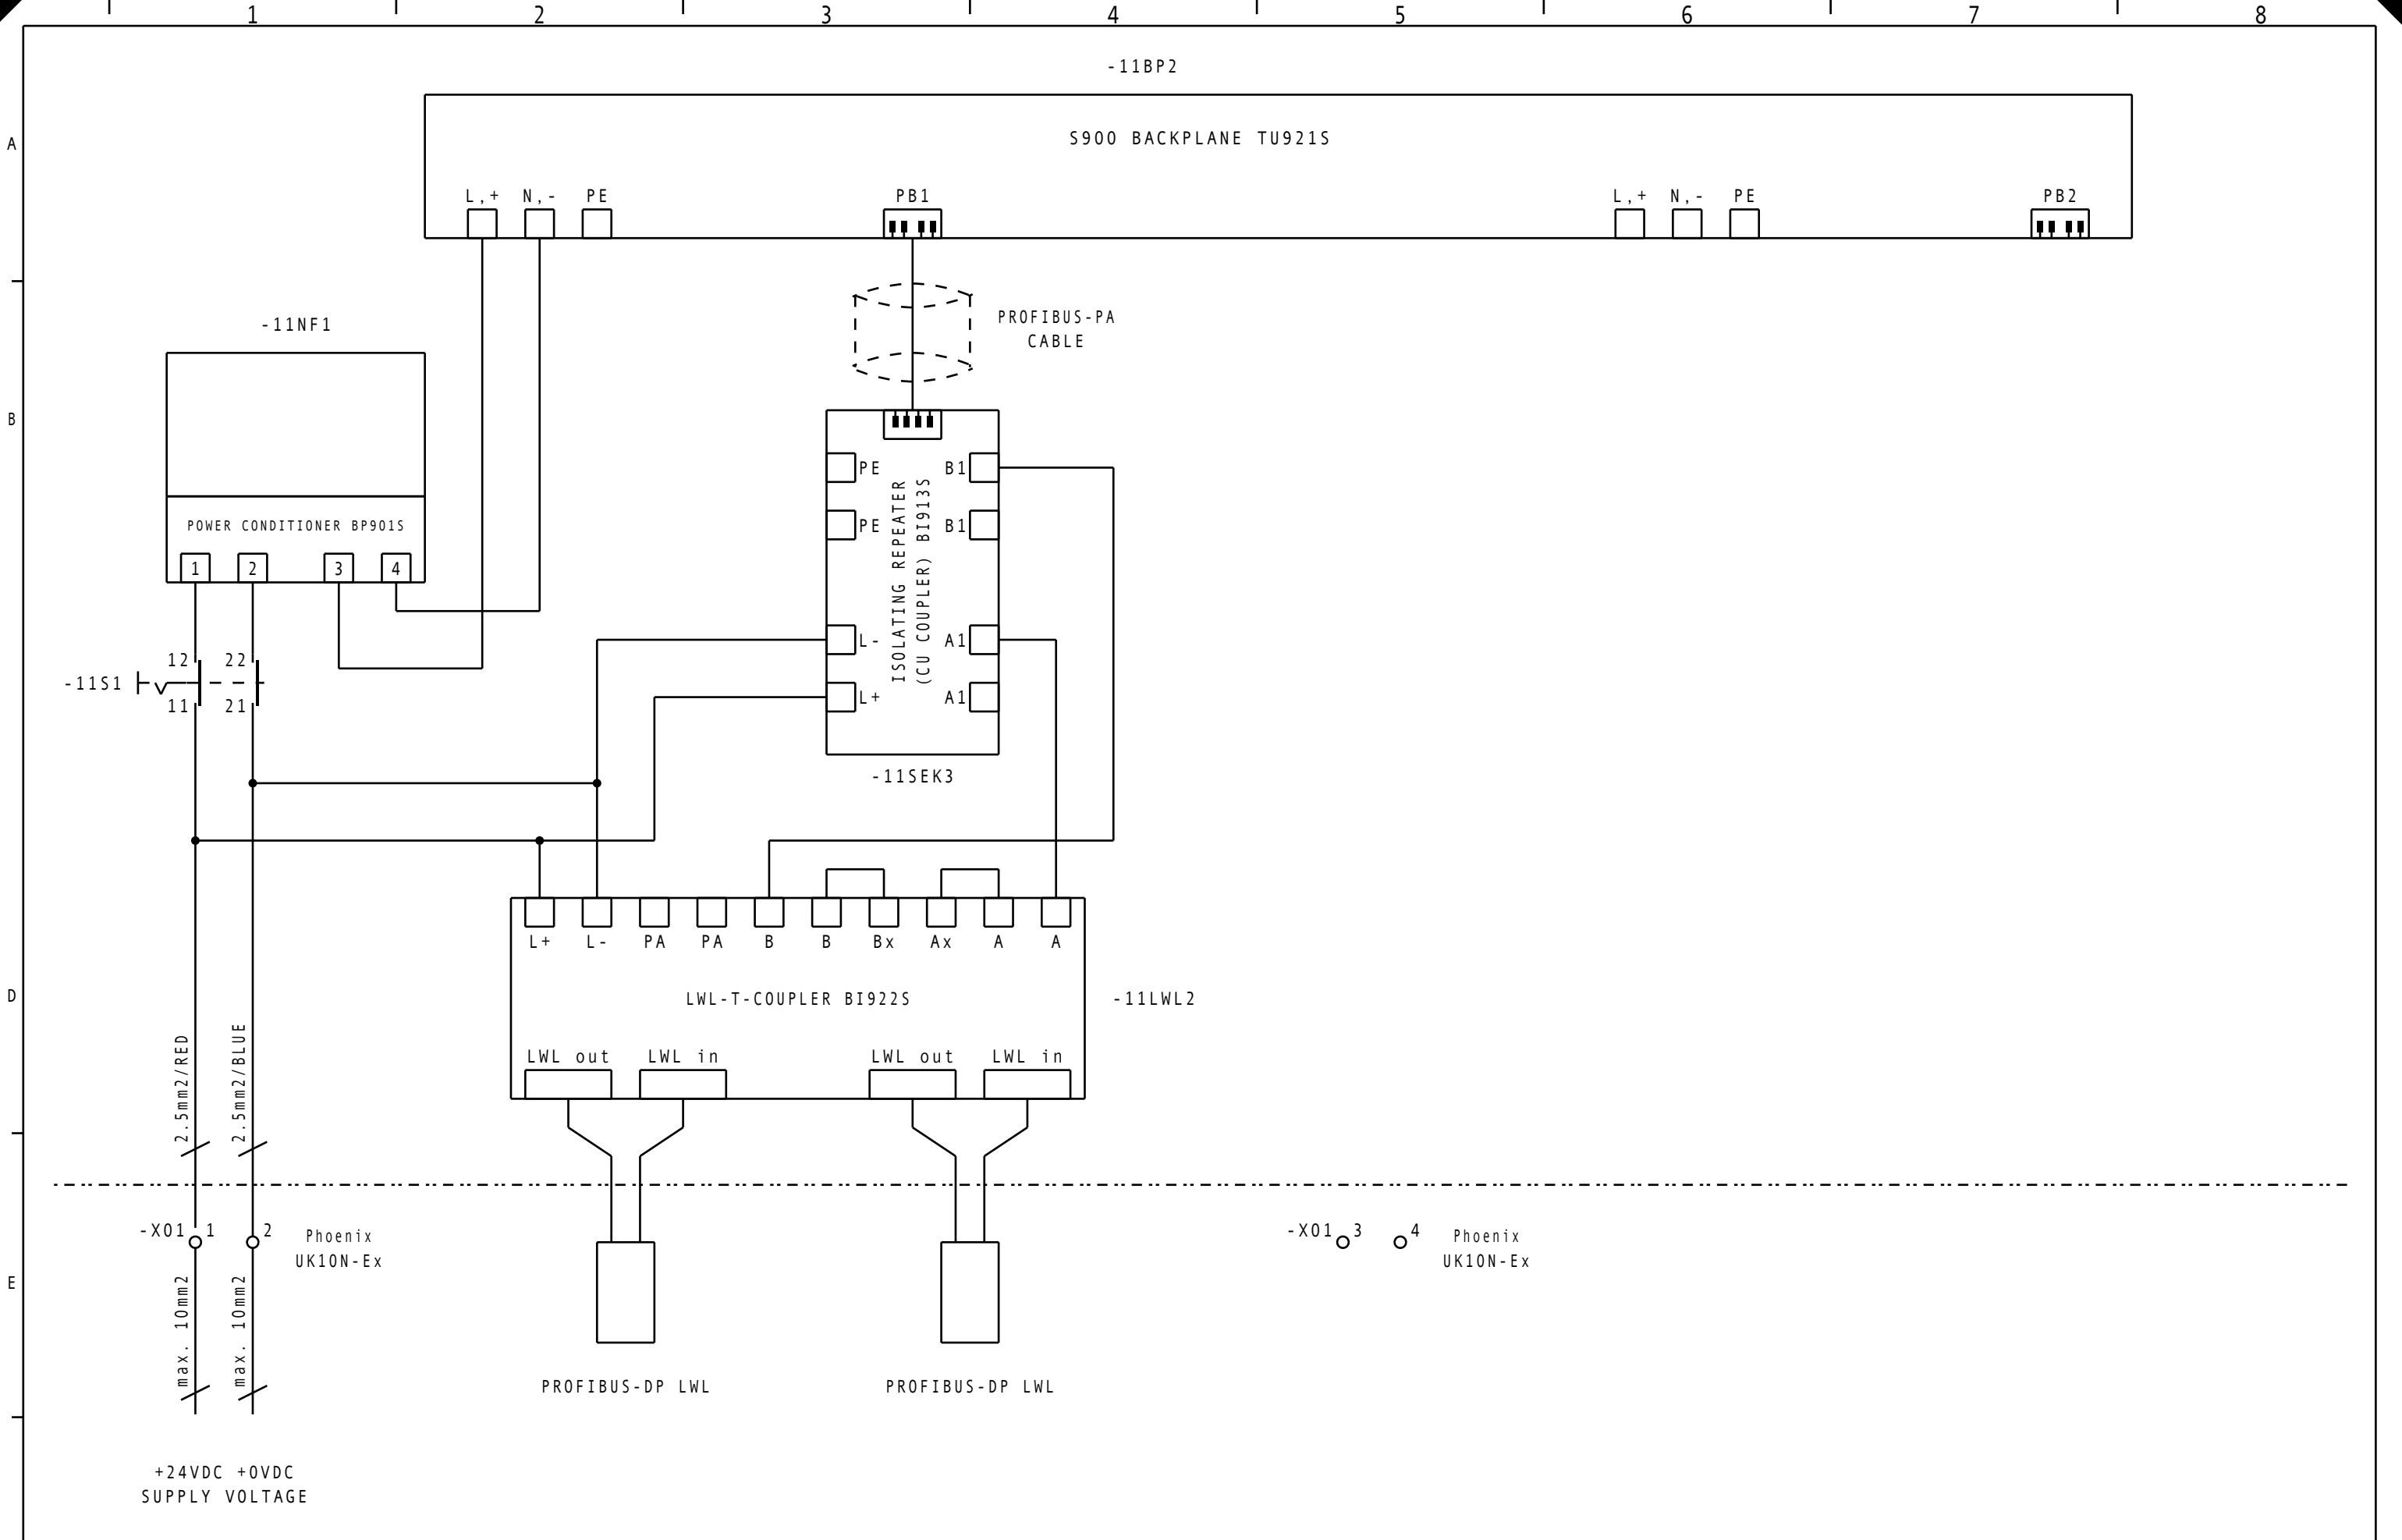 1 2 3 4 5 6 7 8
-11BP2
A
S900 BACKPLANE TU921S
L,+ N,- PE PB1 L,+ N,- PE PB2
PROFIBUS-PA
CABLE
-11NF1
B
PE B1
PE B1
ISOLATING REPEATER
(CU COUPLER) BI913S
POWER CONDITIONER BP901S
1 2 3 4
L- A1
L+ A1
12 22
-11S1
11 21
-11SEK3
L+ L- PA PA B B Bx Ax A A
D
LWL-T-COUPLER BI922S
-11LWL2
LWL out LWL in LWL out LWL in
2.5mm2/RED
2.5mm2/BLUE
-X01 1 2
Phoenix
UK10N-Ex
-X01 3 4
Phoenix
UK10N-Ex
E
max. 10mm2
max. 10mm2
PROFIBUS-DP LWL
PROFIBUS-DP LWL
+24VDC +0VDC
SUPPLY VOLTAGE